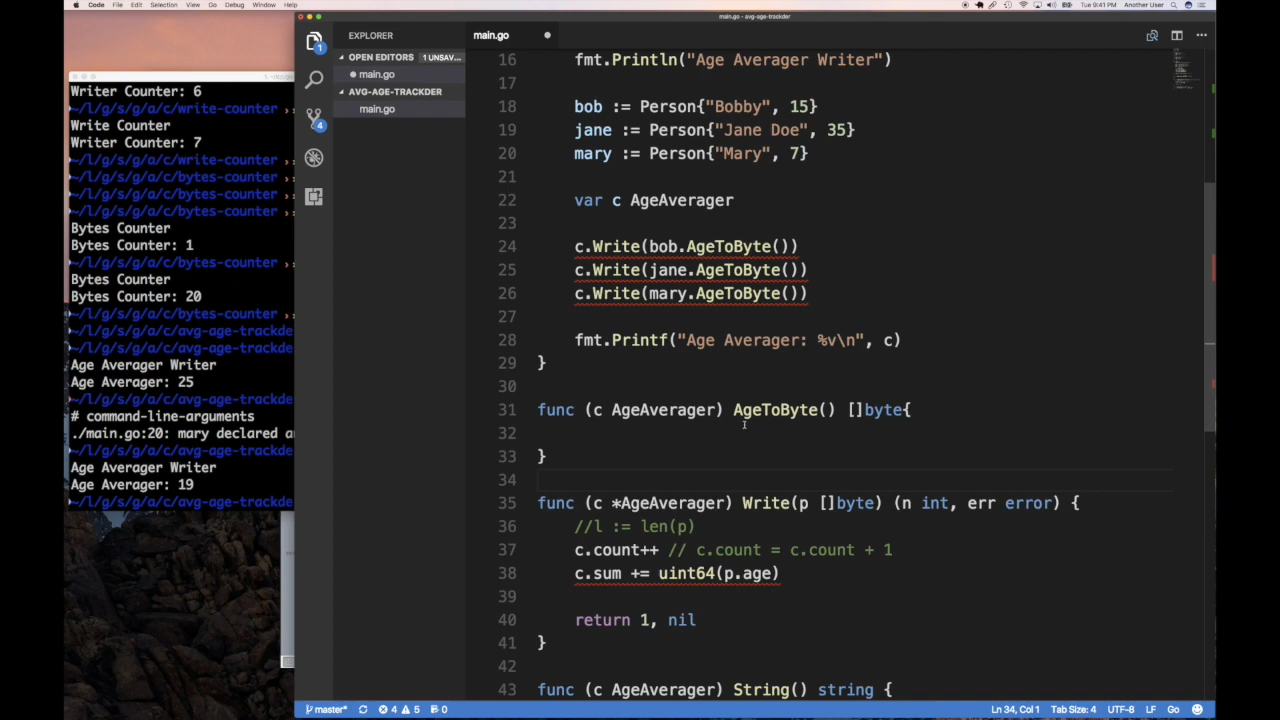 Code File Edit Selection View Go Debug Window Help
Tue 9:41 PM Another User
main.go - avg-age-trackder
Writer Counter: 6
~/l/g/s/g/a/c/write-counter
Write Counter
Writer Counter: 7
~/l/g/s/g/a/c/write-counter
~/l/g/s/g/a/c/bytes-counter
~/l/g/s/g/a/c/bytes-counter
~/l/g/s/g/a/c/bytes-counter
Bytes Counter
Bytes Counter: 1
~/l/g/s/g/a/c/bytes-counter
Bytes Counter
Bytes Counter: 20
~/l/g/s/g/a/c/bytes-counter
~/l/g/s/g/a/c/avg-age-trackde
~/l/g/s/g/a/c/avg-age-trackde
Age Averager Writer
Age Averager: 25
~/l/g/s/g/a/c/avg-age-trackde
# command-line-arguments
./main.go:20: mary declared a
~/l/g/s/g/a/c/avg-age-trackde
Age Averager Writer
Age Averager: 19
~/l/g/s/g/a/c/avg-age-trackde
1
4
EXPLORER
OPEN EDITORS 1 UNSAV...
main.go
AVG-AGE-TRACKDER
main.go
main.go
16 fmt.Println("Age Averager Writer")
17
18 bob := Person{"Bobby", 15}
19 jane := Person{"Jane Doe", 35}
20 mary := Person{"Mary", 7}
21
22 var c AgeAverager
23
24 c.Write(bob.AgeToByte())
25 c.Write(jane.AgeToByte())
26 c.Write(mary.AgeToByte())
27
28 fmt.Printf("Age Averager: %v\n", c)
29 }
30
31 func (c AgeAverager) AgeToByte() []byte{
32
33 }
34
35 func (c *AgeAverager) Write(p []byte) (n int, err error) {
36 //l := len(p)
37 c.count++ // c.count = c.count + 1
38 c.sum += uint64(p.age)
39
40 return 1, nil
41 }
42
43 func (c AgeAverager) String() string {
master* 4 5 0
Ln 34, Col 1 Tab Size: 4 UTF-8 LF Go